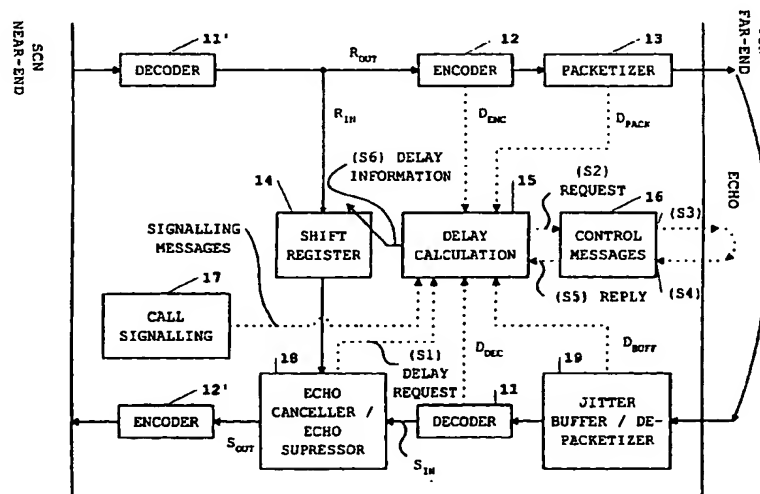 11'
12
13
SCN
NEAR-END
FAR-END
DECODER
R_OUT
ENCODER
PACKETIZER
R_IN
D_ENC
D_PACK
(S6) DELAY
INFORMATION
14
15
(S2)
REQUEST
16
(S3)
ECHO
SIGNALLING
MESSAGES
SHIFT
REGISTER
DELAY
CALCULATION
CONTROL
MESSAGES
17
(S5) REPLY
(S4)
CALL
SIGNALLING
D_DEC
D_BUFF
18
(S1)
DELAY
REQUEST
19
12'
11
ENCODER
ECHO
CANCELLER /
ECHO
SUPRESSOR
DECODER
JITTER
BUFFER / DE-
PACKETIZER
S_OUT
S_IN